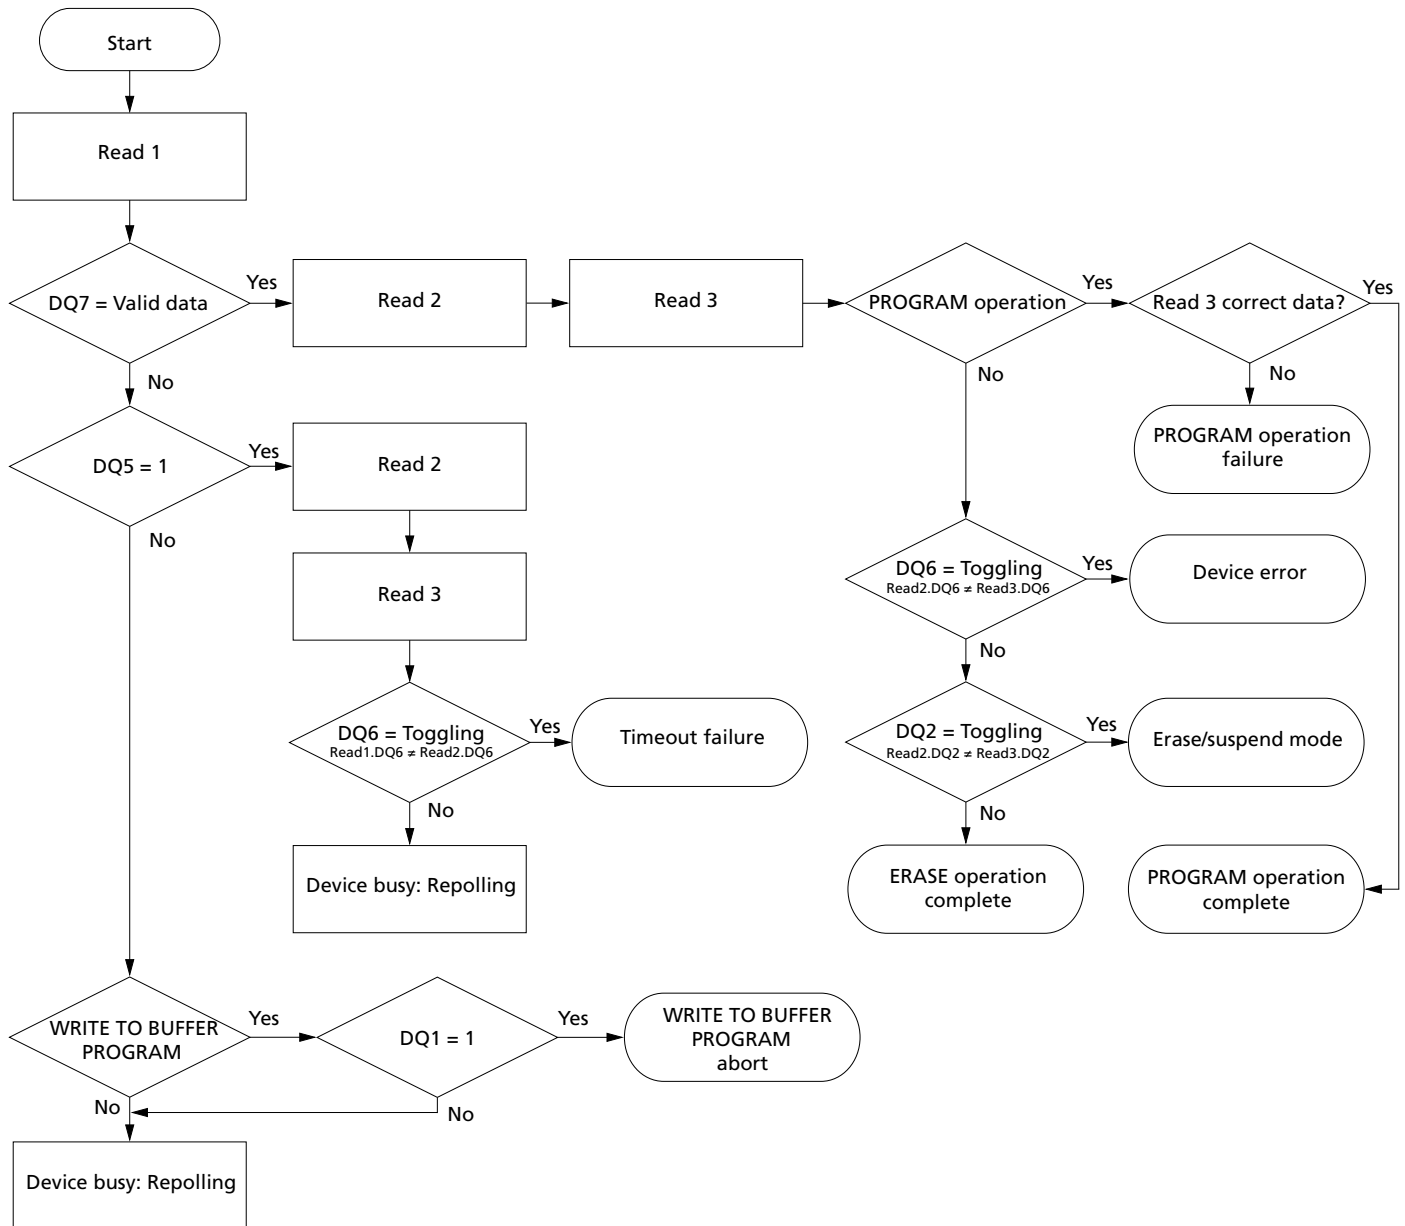 Start
Read 1
DQ7 = Valid data
Yes
No
Read 2
Read 3
PROGRAM operation
Yes
No
Read 3 correct data?
Yes
No
PROGRAM operation
failure
DQ5 = 1
Yes
No
Read 2
Read 3
DQ6 = Toggling
Read1.DQ6 ≠ Read2.DQ6
Yes
No
Timeout failure
Device busy: Repolling
DQ6 = Toggling
Read2.DQ6 ≠ Read3.DQ6
Yes
No
Device error
DQ2 = Toggling
Read2.DQ2 ≠ Read3.DQ2
Yes
No
Erase/suspend mode
ERASE operation
complete
PROGRAM operation
complete
WRITE TO BUFFER
PROGRAM
Yes
No
DQ1 = 1
Yes
No
WRITE TO BUFFER
PROGRAM
abort
Device busy: Repolling